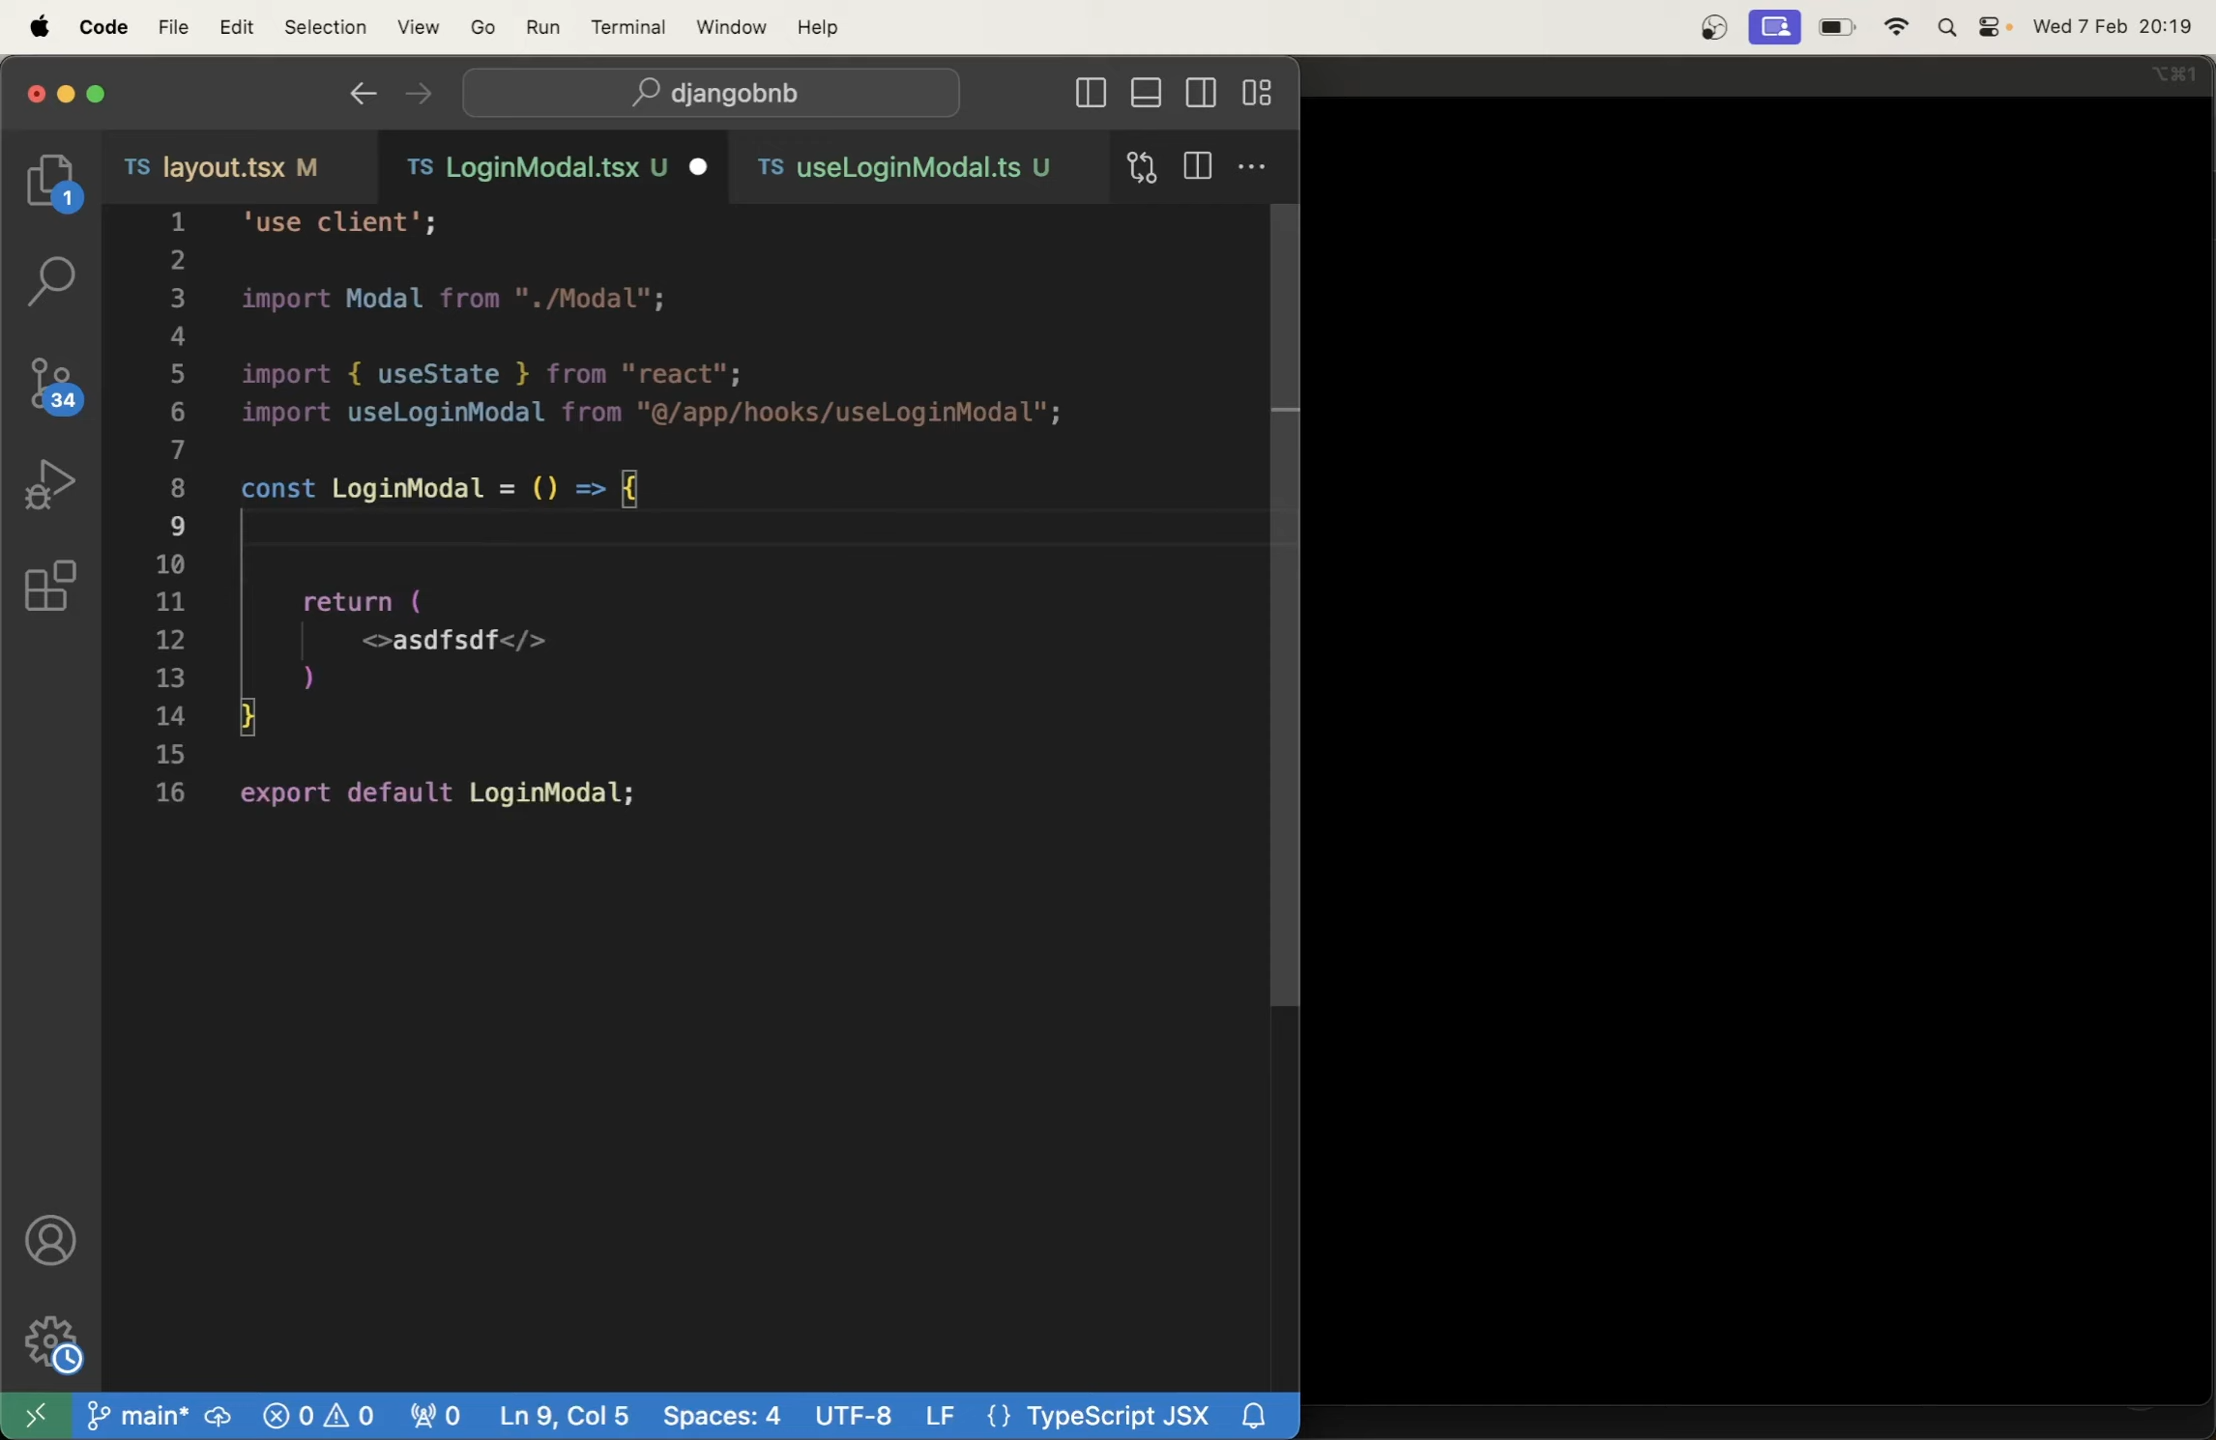 Code File Edit Selection View Go Run Terminal Window Help Wed 7 Feb 20:19
⌥⌘1
djangobnb
TS layout.tsx M TS LoginModal.tsx U TS useLoginModal.ts U
1 'use client';
2
3 import Modal from "./Modal";
4
5 import { useState } from "react";
6 import useLoginModal from "@/app/hooks/useLoginModal";
7
8 const LoginModal = () => {
9
10
11 return (
12 <>asdfsdf</>
13 )
14 }
15
16 export default LoginModal;
1
34
main* 0 0 0 Ln 9, Col 5 Spaces: 4 UTF-8 LF {} TypeScript JSX